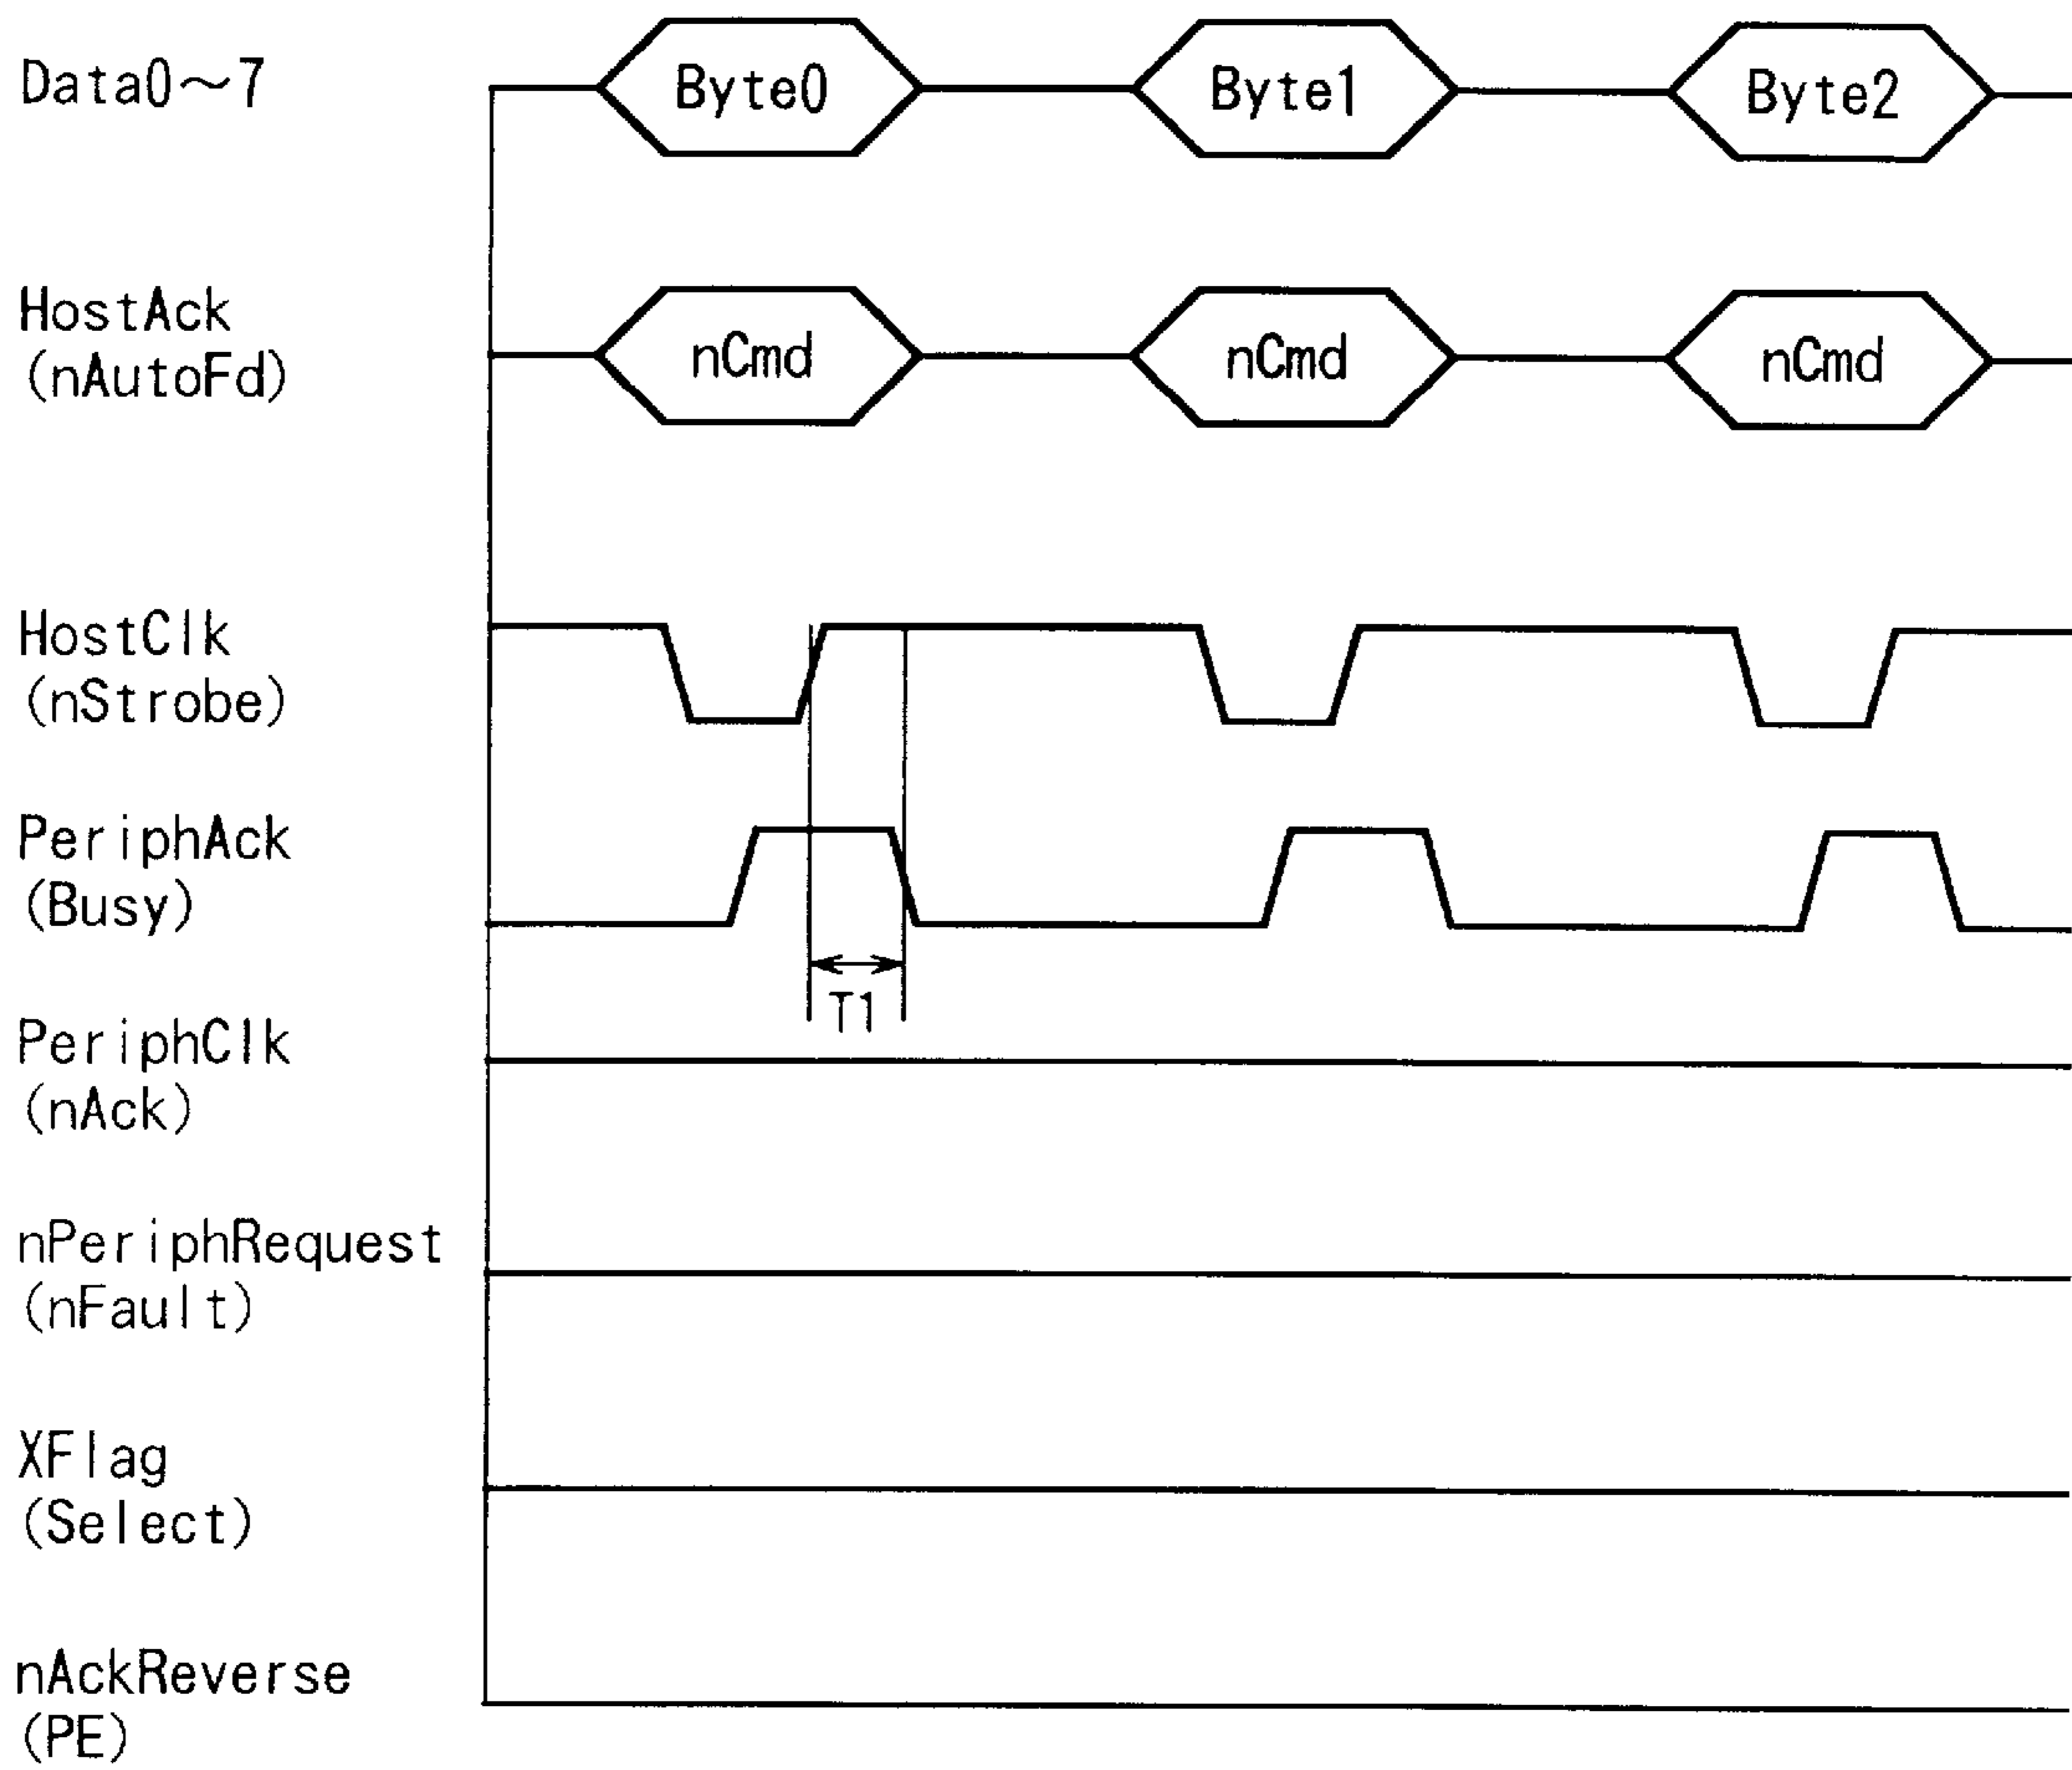 Data0～7
Byte0
Byte1
Byte2
HostAck
(nAutoFd)
nCmd
nCmd
nCmd
HostClk
(nStrobe)
PeriphAck
(Busy)
T1
PeriphClk
(nAck)
nPeriphRequest
(nFault)
XFlag
(Select)
nAckReverse
(PE)